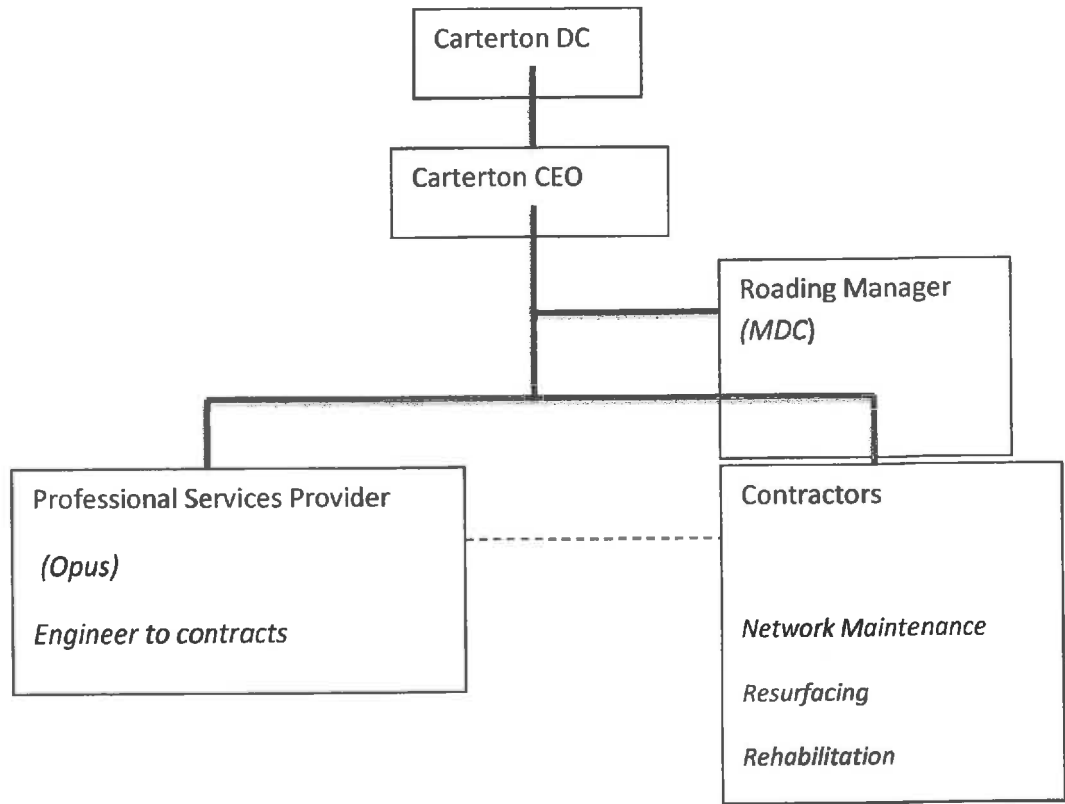 Carterton DC
Carterton CEO
Roading Manager
(MDC)
Professional Services Provider
(Opus)
Engineer to contracts
Contractors
Network Maintenance
Resurfacing
Rehabilitation